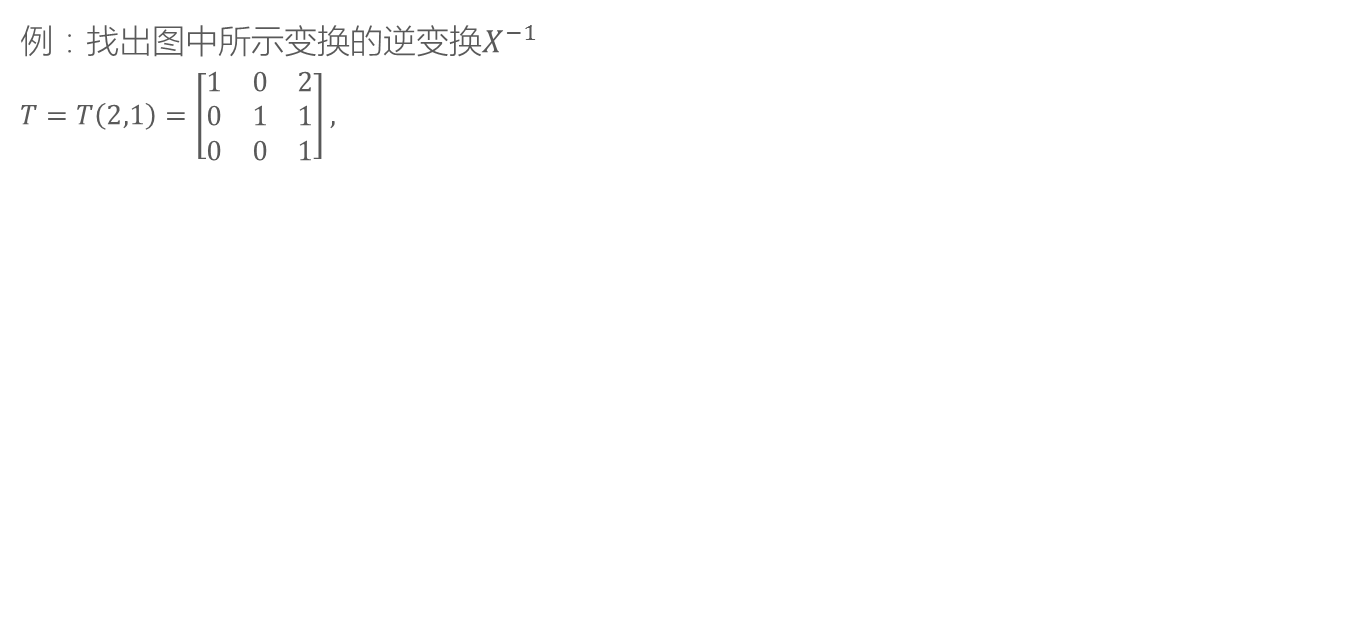 例：找出图中所示变换的逆变换𝑿⁻¹
𝑇 = 𝑇(2,1) = [1 0 2
0 1 1
0 0 1],